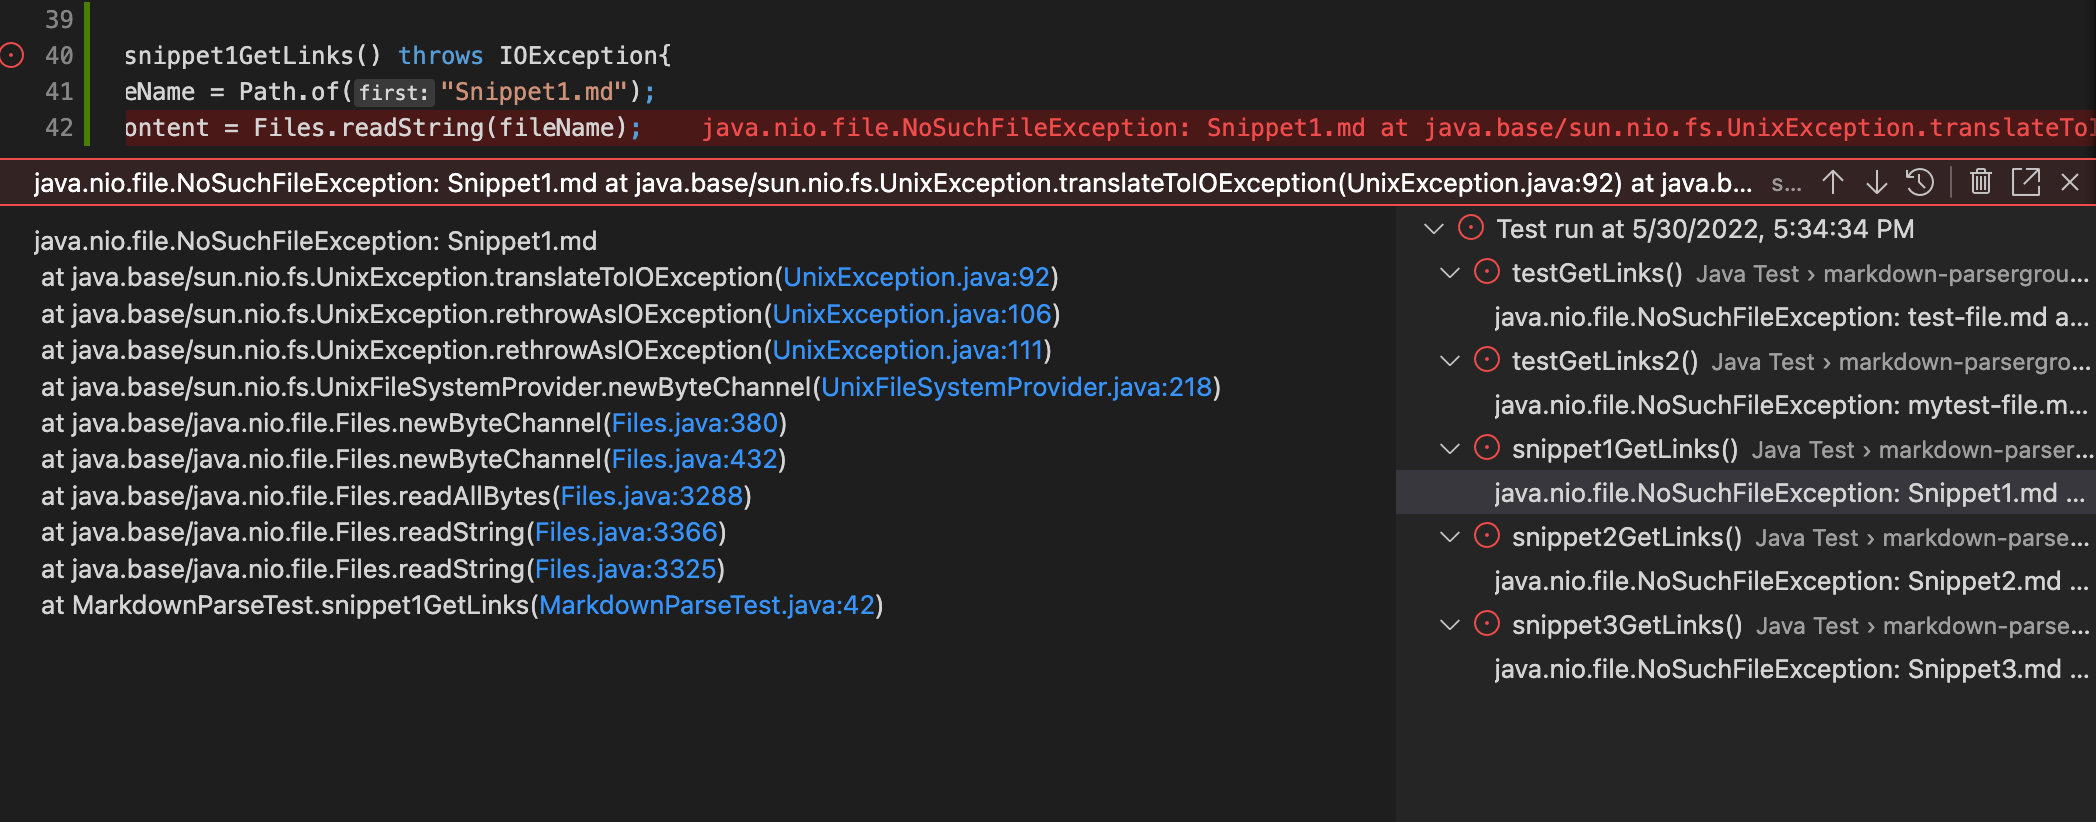 39
40 snippet1GetLinks() throws IOException{
41 eName = Path.of(first:"Snippet1.md");
42 ontent = Files.readString(fileName); java.nio.file.NoSuchFileException: Snippet1.md at java.base/sun.nio.fs.UnixException.translateToI
java.nio.file.NoSuchFileException: Snippet1.md at java.base/sun.nio.fs.UnixException.translateToIOException(UnixException.java:92) at java.b... s...
java.nio.file.NoSuchFileException: Snippet1.md
at java.base/sun.nio.fs.UnixException.translateToIOException(UnixException.java:92)
at java.base/sun.nio.fs.UnixException.rethrowAsIOException(UnixException.java:106)
at java.base/sun.nio.fs.UnixException.rethrowAsIOException(UnixException.java:111)
at java.base/sun.nio.fs.UnixFileSystemProvider.newByteChannel(UnixFileSystemProvider.java:218)
at java.base/java.nio.file.Files.newByteChannel(Files.java:380)
at java.base/java.nio.file.Files.newByteChannel(Files.java:432)
at java.base/java.nio.file.Files.readAllBytes(Files.java:3288)
at java.base/java.nio.file.Files.readString(Files.java:3366)
at java.base/java.nio.file.Files.readString(Files.java:3325)
at MarkdownParseTest.snippet1GetLinks(MarkdownParseTest.java:42)
Test run at 5/30/2022, 5:34:34 PM
testGetLinks() Java Test › markdown-parsergrou...
java.nio.file.NoSuchFileException: test-file.md a...
testGetLinks2() Java Test › markdown-parsergro...
java.nio.file.NoSuchFileException: mytest-file.m...
snippet1GetLinks() Java Test › markdown-parser...
java.nio.file.NoSuchFileException: Snippet1.md ...
snippet2GetLinks() Java Test › markdown-parse...
java.nio.file.NoSuchFileException: Snippet2.md ...
snippet3GetLinks() Java Test › markdown-parse...
java.nio.file.NoSuchFileException: Snippet3.md ...